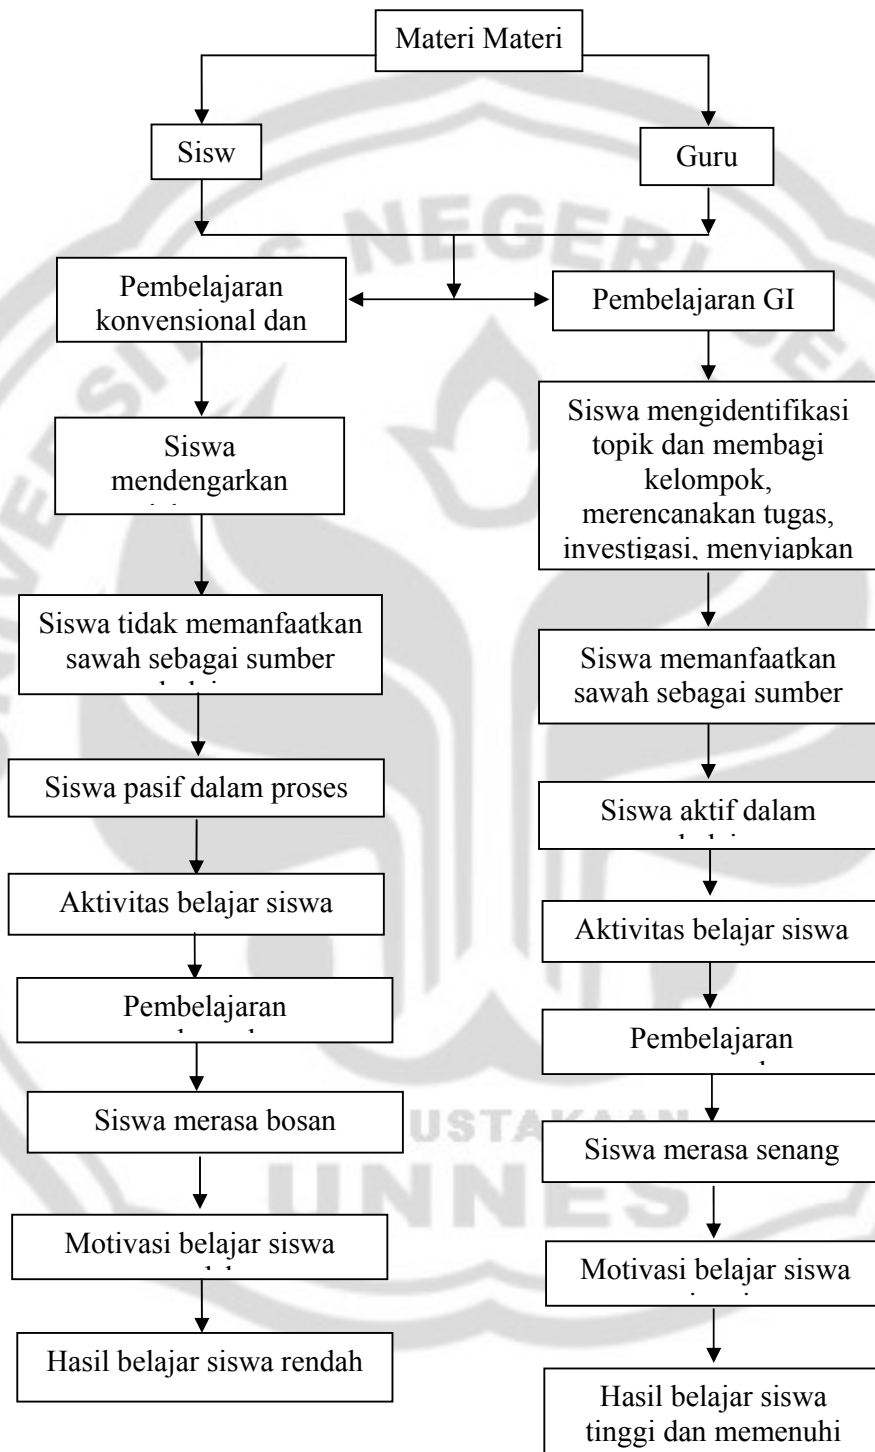 Materi Materi
Sisw
Guru
Pembelajaran
konvensional dan
Pembelajaran GI
Siswa
mendengarkan
Siswa mengidentifikasi
topik dan membagi
kelompok,
merencanakan tugas,
investigasi, menyiapkan
Siswa tidak memanfaatkan
sawah sebagai sumber
Siswa memanfaatkan
sawah sebagai sumber
Siswa pasif dalam proses
Siswa aktif dalam
Aktivitas belajar siswa
Aktivitas belajar siswa
Pembelajaran
Pembelajaran
Siswa merasa bosan
Siswa merasa senang
Motivasi belajar siswa
Motivasi belajar siswa
Hasil belajar siswa rendah
Hasil belajar siswa
tinggi dan memenuhi
NEGERI
USTAKAAN
UNNES